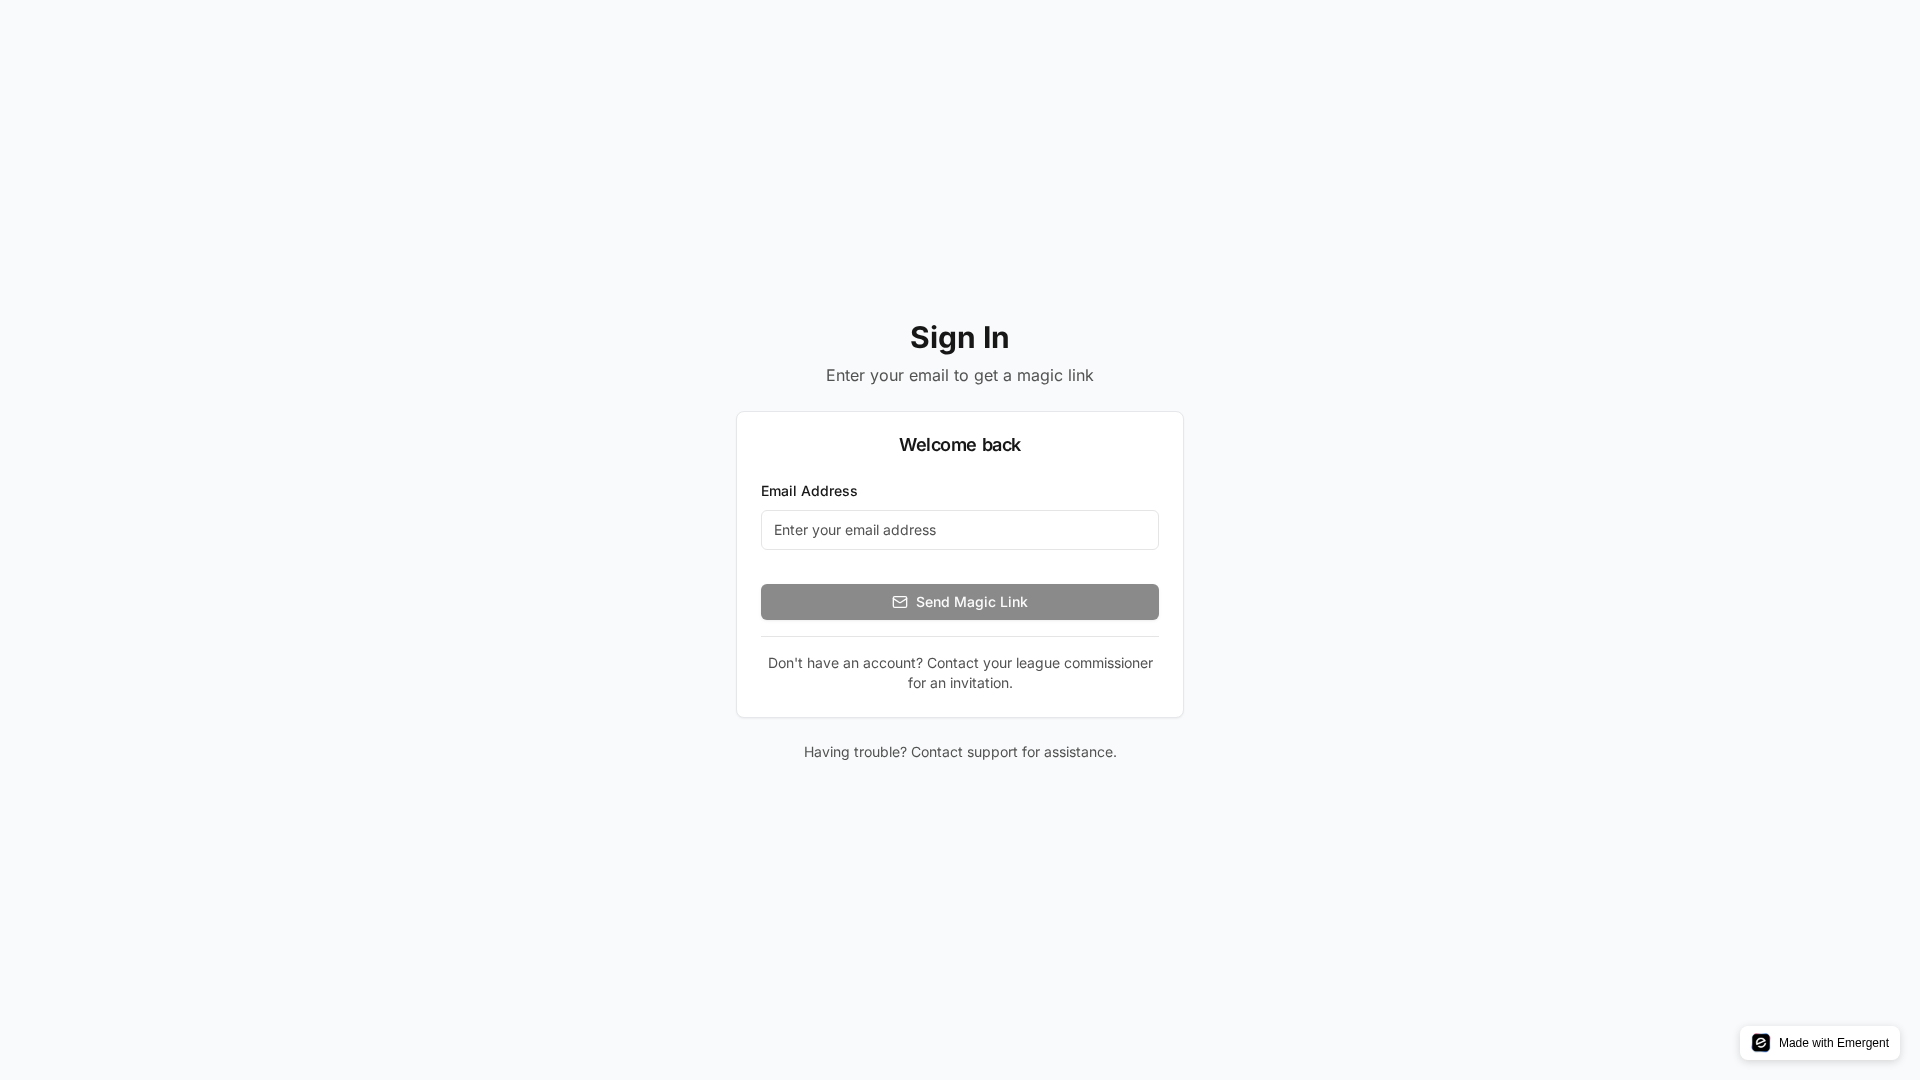 Sign In
Enter your email to get a magic link
Welcome back
Email Address
Enter your email address
Send Magic Link
Don't have an account? Contact your league commissioner
for an invitation.
Having trouble? Contact support for assistance.
Made with Emergent